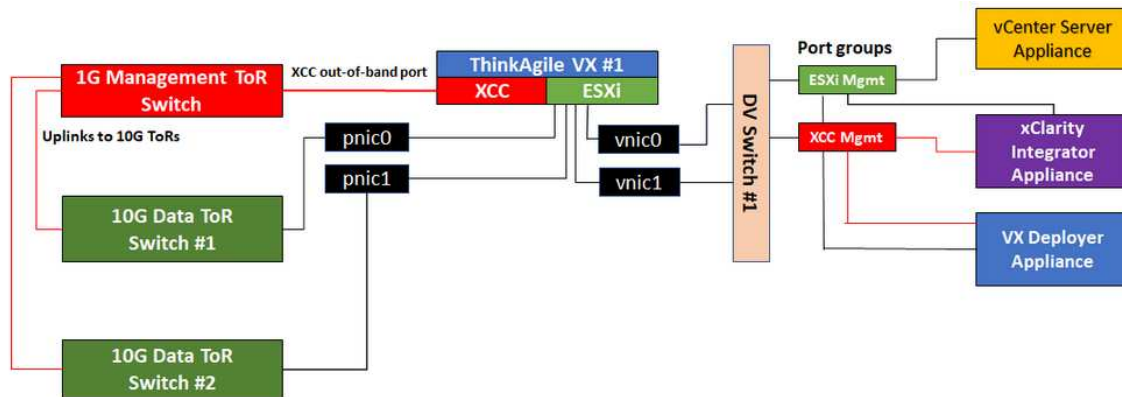 vCenter Server
Appliance
Port groups
ThinkAgile VX #1
XCC
ESXi
1G Management ToR
Switch
XCC out-of-band port
ESXi Mgmt
Uplinks to 10G ToRs
pnic0
vnic0
DV Switch #1
XCC Mgmt
xClarity
Integrator
Appliance
pnic1
vnic1
10G Data ToR
Switch #1
VX Deployer
Appliance
10G Data ToR
Switch #2